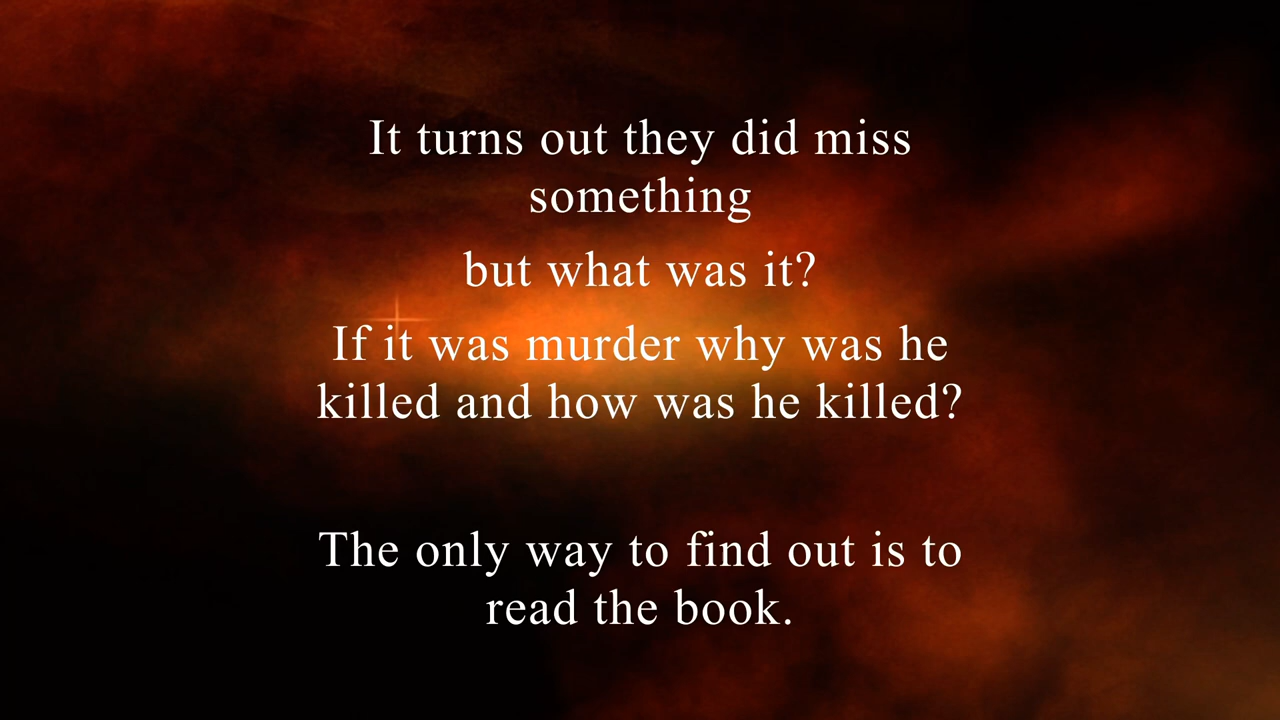 It turns out they did miss
something
but what was it?
If it was murder why was he
killed and how was he killed?
The only way to find out is to
read the book.